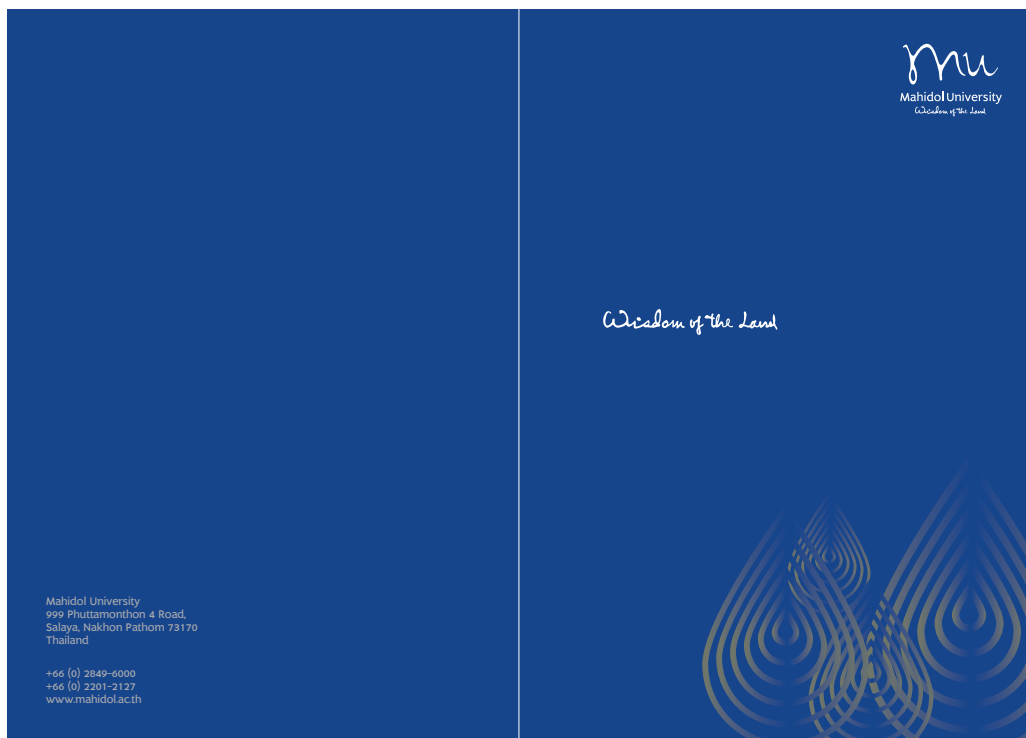 mu
Mahidol University
Wisdom of the Land
Wisdom of the Land
Mahidol University
999 Phuttamonthon 4 Road,
Salaya, Nakhon Pathom 73170
Thailand
+66 (0) 2849-6000
+66 (0) 2201-2127
www.mahidol.ac.th